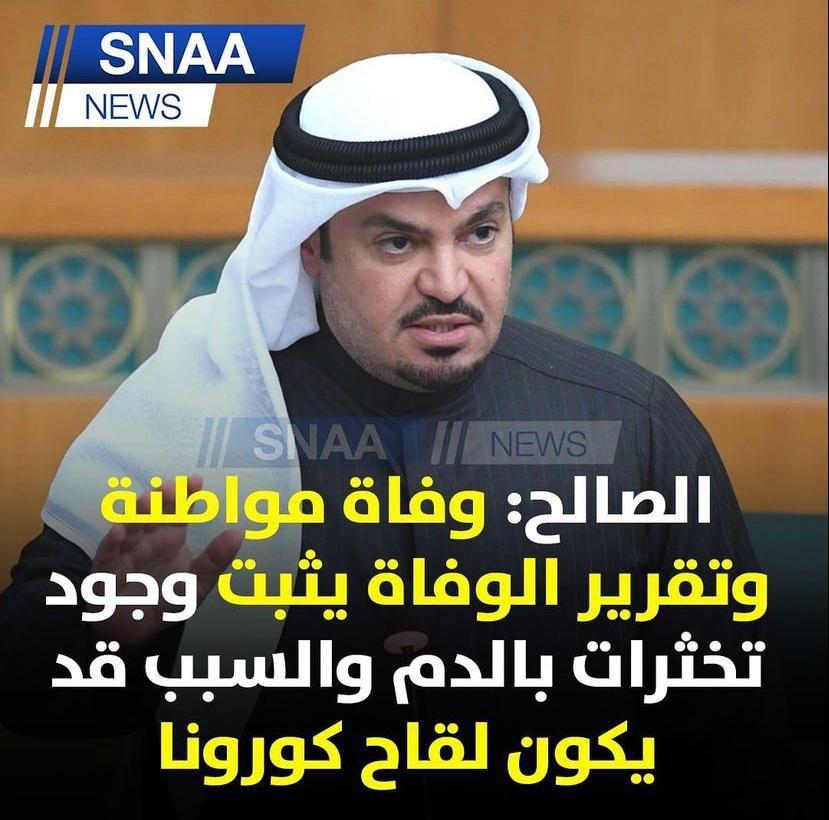 SNAA
NEWS
SNAA NEWS
الصالح: وفاة مواطنة
وتقرير الوفاة يثبت وجود
تخثرات بالدم والسبب قد
يكون لقاح كورونا